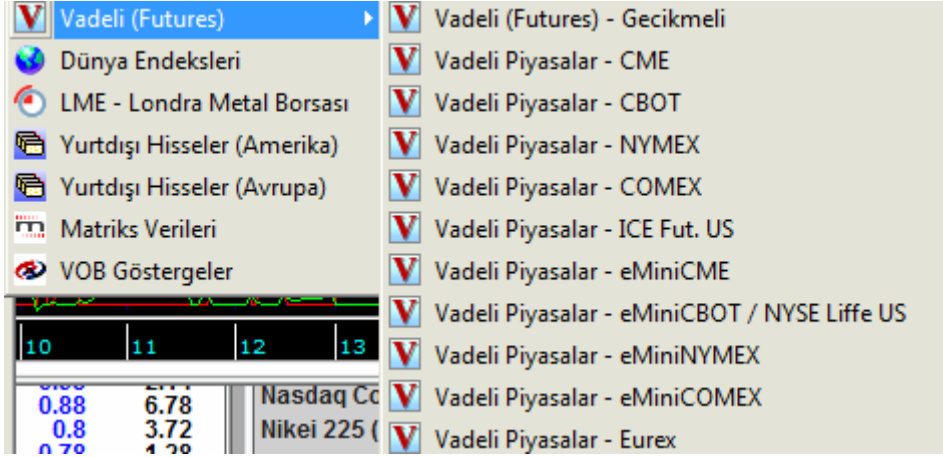 Vadeli (Futures)
Dünya Endeksleri
LME - Londra Metal Borsası
Yurtdışı Hisseler (Amerika)
Yurtdışı Hisseler (Avrupa)
Matriks Verileri
VOB Göstergeler
Vadeli (Futures) - Gecikmeli
Vadeli Piyasalar - CME
Vadeli Piyasalar - CBOT
Vadeli Piyasalar - NYMEX
Vadeli Piyasalar - COMEX
Vadeli Piyasalar - ICE Fut. US
Vadeli Piyasalar - eMiniCME
Vadeli Piyasalar - eMiniCBOT / NYSE Liffe US
Vadeli Piyasalar - eMiniNYMEX
Vadeli Piyasalar - eMiniCOMEX
Vadeli Piyasalar - Eurex
10 11 12 13
0.88 6.78
0.8 3.72
Nasdaq Co
Nikei 225 (